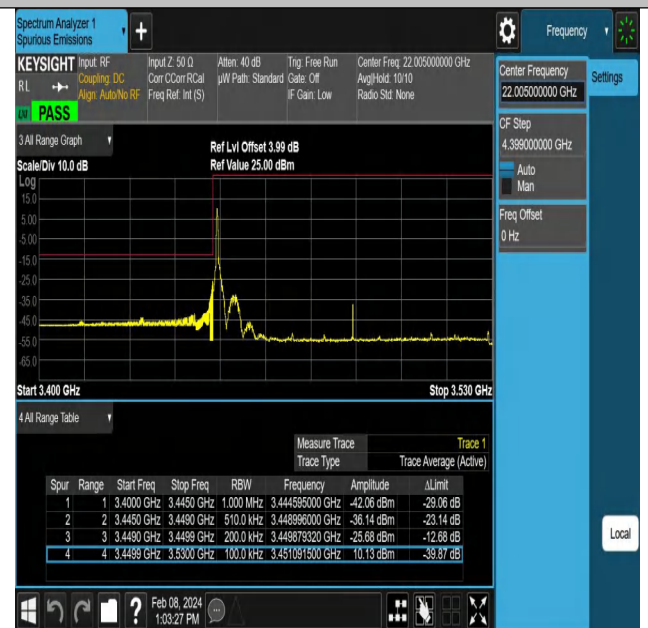 Spectrum Analyzer 1
Spurious Emissions
Frequency
KEYSIGHT
RL
Input: RF
Coupling: DC
Align: Auto/No RF
Input Z: 50 Ω
Corr CCorr RCal
Freq Ref: Int (S)
Atten: 40 dB
µW Path: Standard
Trig: Free Run
Gate: Off
IF Gain: Low
Center Freq: 22.005000000 GHz
Avg|Hold: 10/10
Radio Std: None
PASS
3 All Range Graph
Ref Lvl Offset 3.99 dB
Scale/Div 10.0 dB
Ref Value 25.00 dBm
Log
15.0
5.00
-5.00
-15.0
-25.0
-35.0
-45.0
-55.0
-65.0
Start 3.400 GHz
Stop 3.530 GHz
4 All Range Table
Measure Trace Trace 1
Trace Type Trace Average (Active)
Spur Range Start Freq Stop Freq RBW Frequency Amplitude ΔLimit
1 1 3.4000 GHz 3.4450 GHz 1.000 MHz 3.444595000 GHz -42.06 dBm -29.06 dB
2 2 3.4450 GHz 3.4490 GHz 510.0 kHz 3.448996000 GHz -36.14 dBm -23.14 dB
3 3 3.4490 GHz 3.4499 GHz 200.0 kHz 3.449879320 GHz -25.68 dBm -12.68 dB
4 4 3.4499 GHz 3.5300 GHz 100.0 kHz 3.451091500 GHz 10.13 dBm -39.87 dB
Center Frequency
22.005000000 GHz
Settings
CF Step
4.399000000 GHz
Auto
Man
Freq Offset
0 Hz
Local
Feb 08, 2024
1:03:27 PM